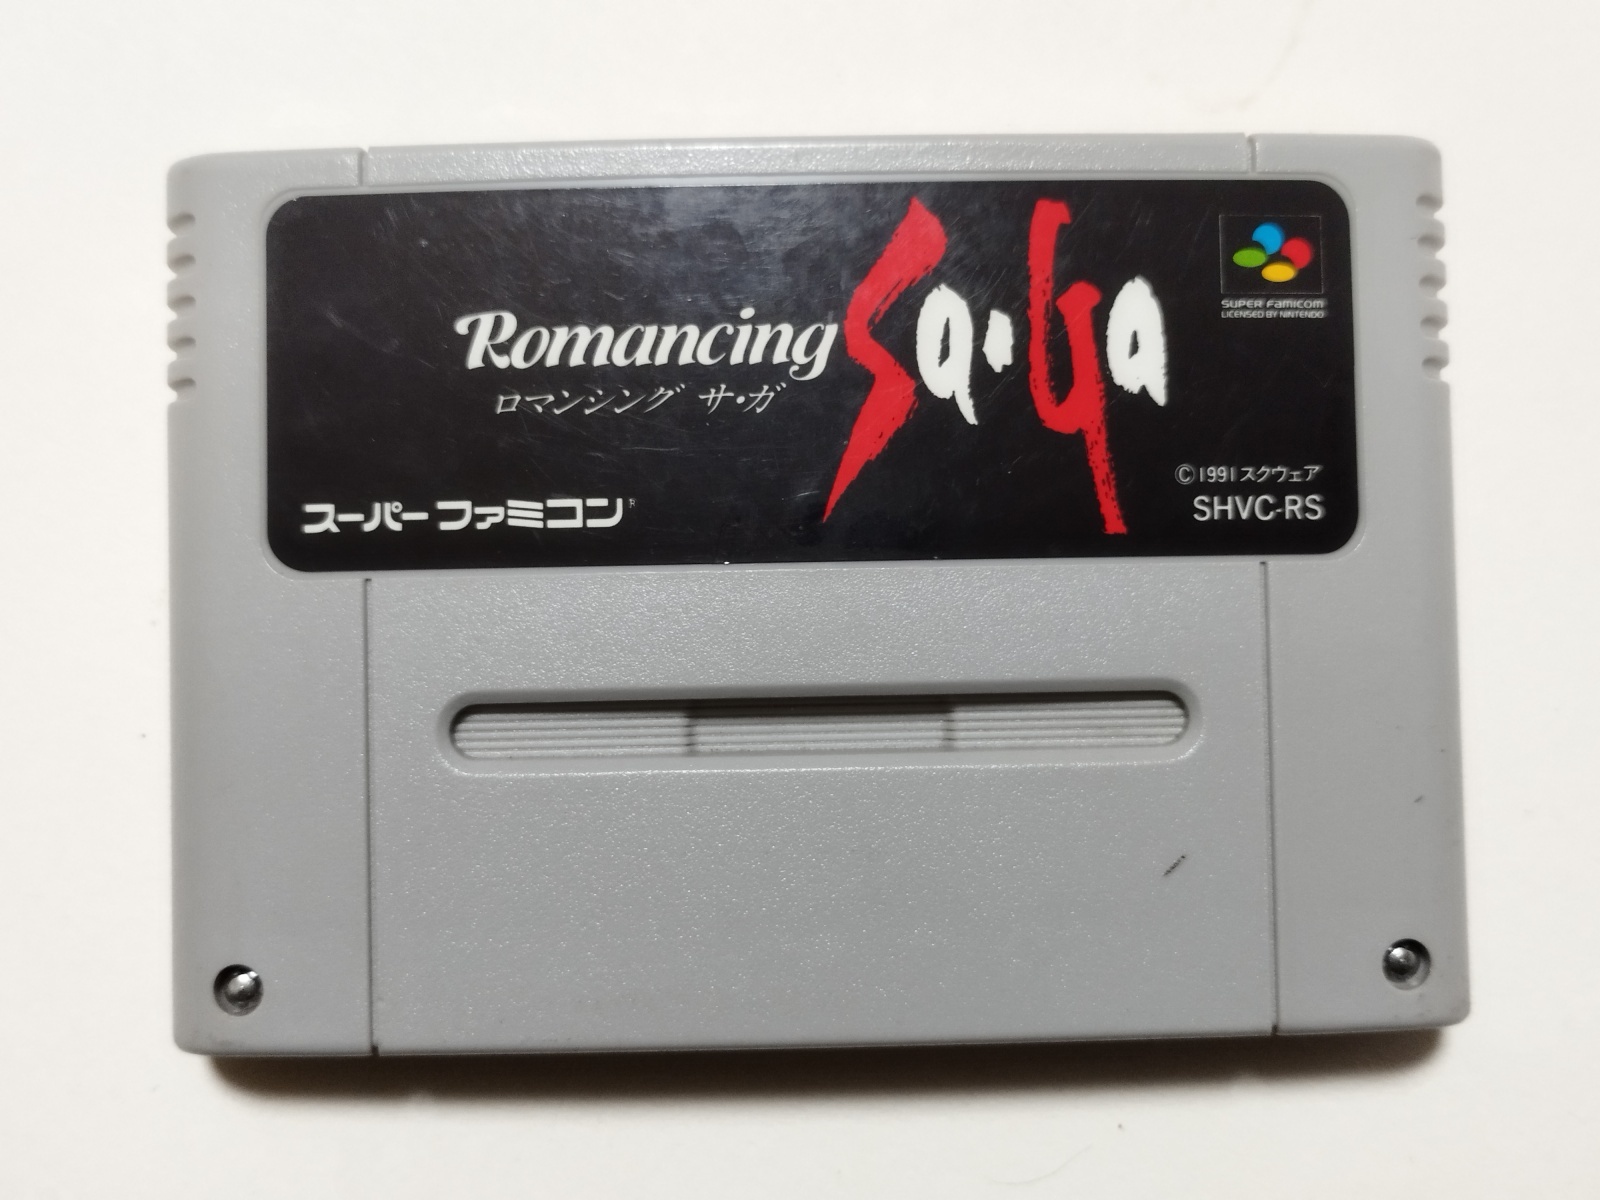 Romancing Sa・Ga
ロマンシング サ・ガ
SUPER Famicom
LICENSED BY NINTENDO
©1991 スクウェア
SHVC-RS
スーパーファミコン